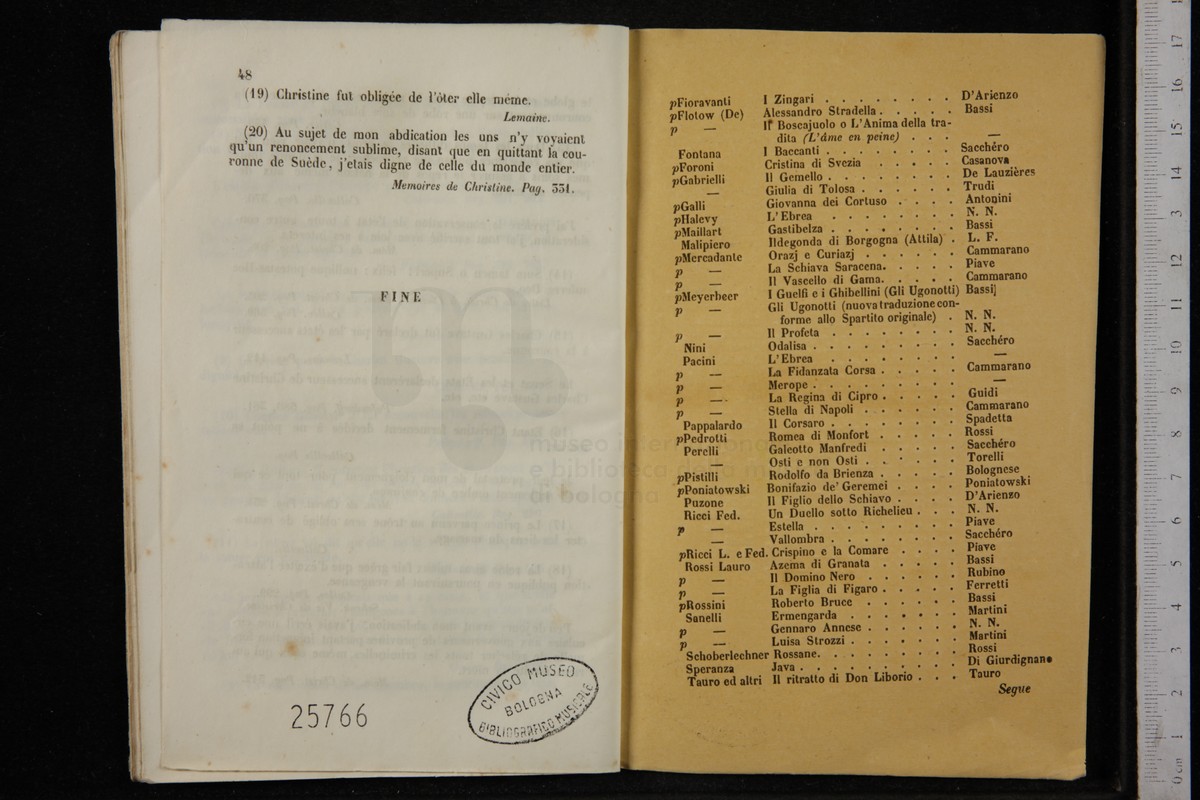 48
(19) Christine fut obligée de l'ôter elle même.
Lemaine.
(20) Au sujet de mon abdication les uns n'y voyaient
qu'un renoncement sublime, disant que en quittant la cou-
ronne de Suède, j'etais digne de celle du monde entier.
Memoires de Christine. Pag. 331.
FINE
25766
CIVICO MUSEO
BOLOGNA
BIBLIOGRAFICO MUSICALE
pFioravanti I Zingari . . . . . . . . D'Arienzo
pFlotow (De) Alessandro Stradella . . . . . Bassi
p — Il Boscajuolo o L'Anima della tra-
dita (L'âme en peine) . . . —
Fontana I Baccanti . . . . . . . . Sacchéro
pForoni Cristina di Svezia . . . . . . Casanova
pGabrielli Il Gemello . . . . . . . . De Lauzières
— Giulia di Tolosa . . . . . . Trudi
pGalli Giovanna dei Cortuso . . . . Antonini
pHalevy L'Ebrea . . . . . . . . N. N.
pMaillart Gastibelza . . . . . . . . Bassi
Malipiero Ildegonda di Borgogna (Attila) . L. F.
pMercadante Orazj e Curiazj . . . . . . Cammarano
p — La Schiava Saracena. . . . . Piave
p — Il Vascello di Gama. . . . . Cammarano
pMeyerbeer I Guelfi e i Ghibellini (Gli Ugonotti) Bassi]
p — Gli Ugonotti (nuova traduzione con-
forme allo Spartito originale) . N. N.
p — Il Profeta . . . . . . . . N. N.
Nini Odalisa . . . . . . . . . Sacchéro
Pacini L'Ebrea . . . . . . . . —
p — La Fidanzata Corsa . . . . . Cammarano
p — Merope . . . . . . . . . —
p — La Regina di Cipro . . . . . Guidi
p — Stella di Napoli . . . . . . Cammarano
Pappalardo Il Corsaro . . . . . . . . Spadetta
pPedrotti Romea di Monfort . . . . . Rossi
Perelli Galeotto Manfredi . . . . . Sacchéro
— Osti e non Osti . . . . . . Torelli
pPistilli Rodolfo da Brienza . . . . . Bolognese
pPoniatowski Bonifazio de' Geremei . . . . Poniatowski
Puzone Il Figlio dello Schiavo . . . . D'Arienzo
Ricci Fed. Un Duello sotto Richelieu . . . N. N.
p — Estella . . . . . . . . . Piave
— Vallombra . . . . . . . . Sacchéro
pRicci L. e Fed. Crispino e la Comare . . . . Piave
Rossi Lauro Azema di Granata . . . . . Bassi
p — Il Domino Nero . . . . . . Rubino
p — La Figlia di Figaro . . . . . Ferretti
pRossini Roberto Bruce . . . . . . Bassi
Sanelli Ermengarda . . . . . . . Martini
p — Gennaro Annese . . . . . . N. N.
p — Luisa Strozzi . . . . . . . Martini
Schoberlechner Rossane. . . . . . . . . Rossi
Speranza Java . . . . . . . . . . Di Giurdignano
Tauro ed altri Il ritratto di Don Liborio . . . Tauro
Segue